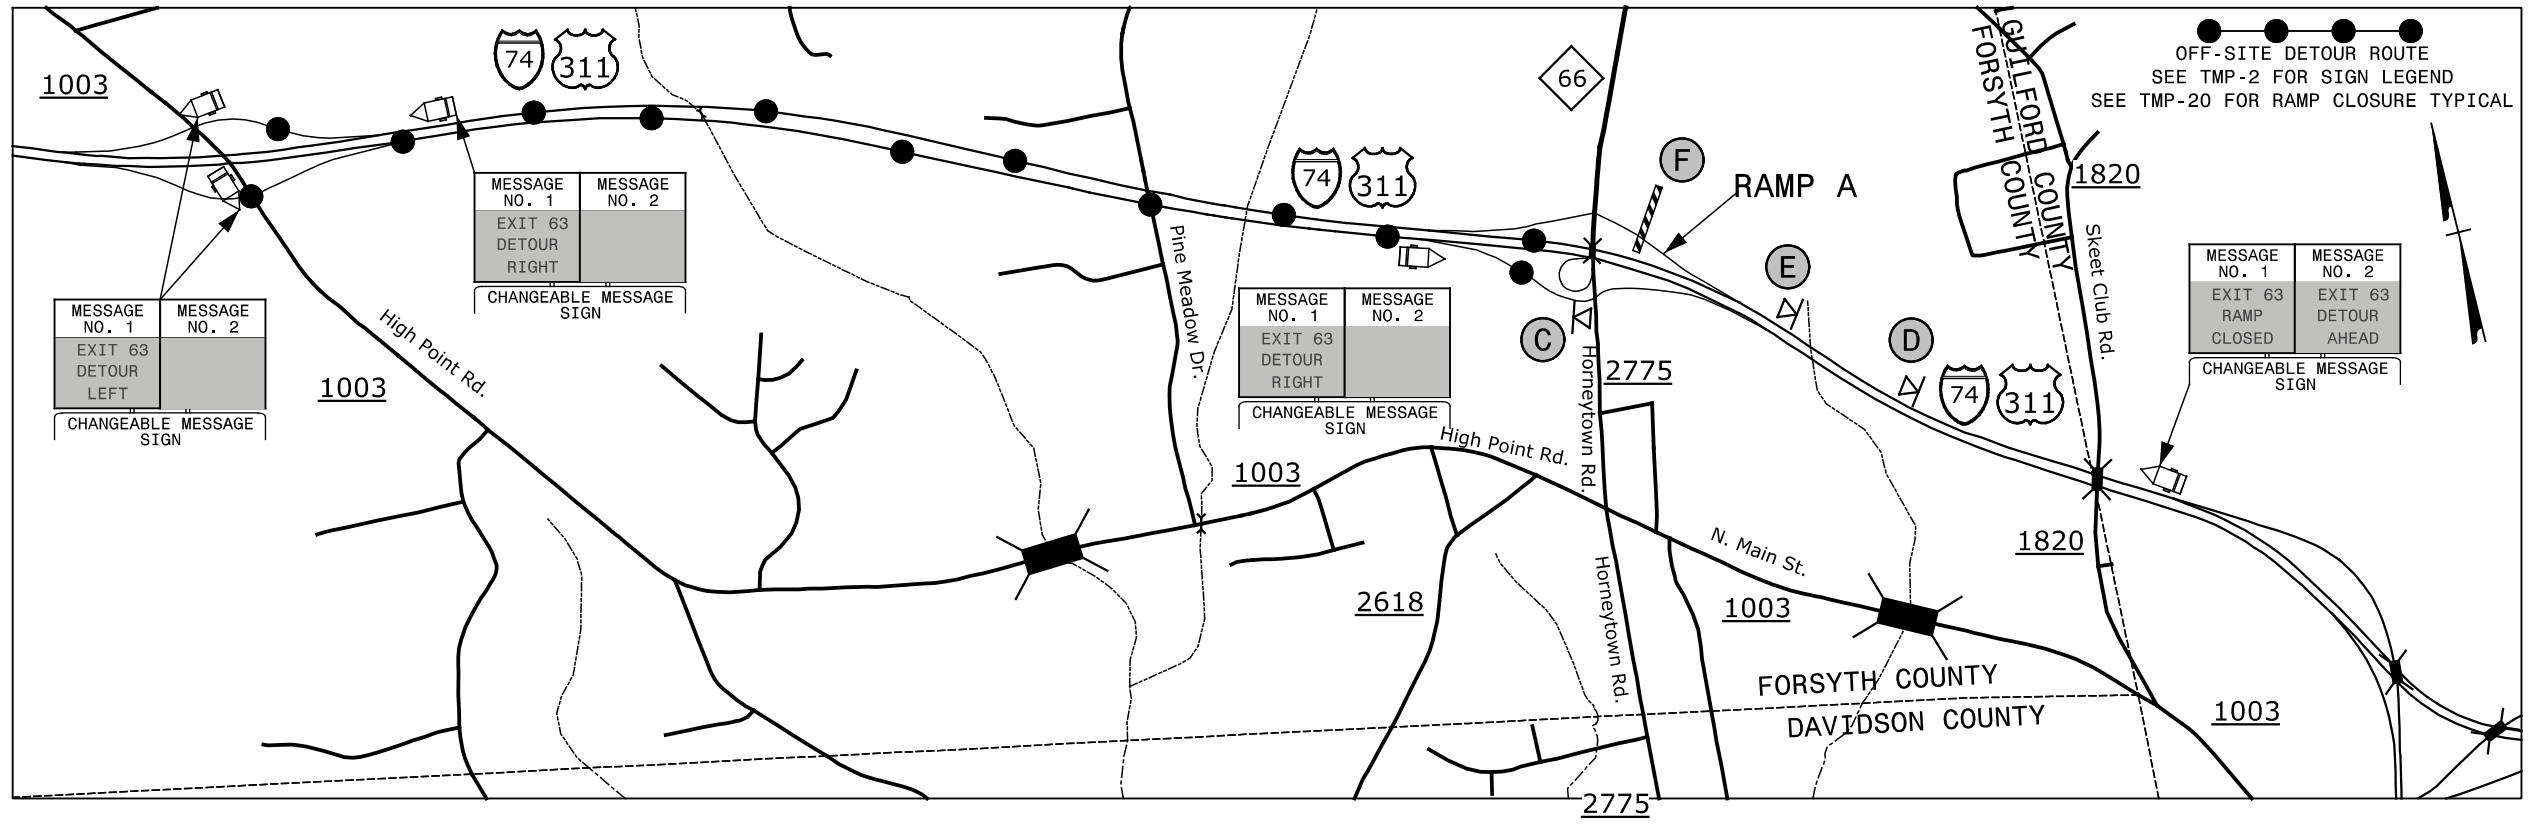 1003
74
311
66
GUILFORD COUNTY
FORSYTH COUNTY
OFF-SITE DETOUR ROUTE
SEE TMP-2 FOR SIGN LEGEND
SEE TMP-20 FOR RAMP CLOSURE TYPICAL
MESSAGE NO. 1
MESSAGE NO. 2
EXIT 63
DETOUR
RIGHT
CHANGEABLE MESSAGE
SIGN
74
311
F
RAMP A
1820
Pine Meadow Dr.
Skeet Club Rd.
E
MESSAGE NO. 1
MESSAGE NO. 2
EXIT 63
RAMP
CLOSED
EXIT 63
DETOUR
AHEAD
CHANGEABLE MESSAGE
SIGN
MESSAGE NO. 1
MESSAGE NO. 2
EXIT 63
DETOUR
LEFT
CHANGEABLE MESSAGE
SIGN
High Point Rd.
1003
MESSAGE NO. 1
MESSAGE NO. 2
EXIT 63
DETOUR
RIGHT
CHANGEABLE MESSAGE
SIGN
C
D
2775
Horneytown Rd.
74
311
High Point Rd.
1003
N. Main St.
1820
Horneytown Rd.
2618
1003
FORSYTH COUNTY
DAVIDSON COUNTY
1003
2775